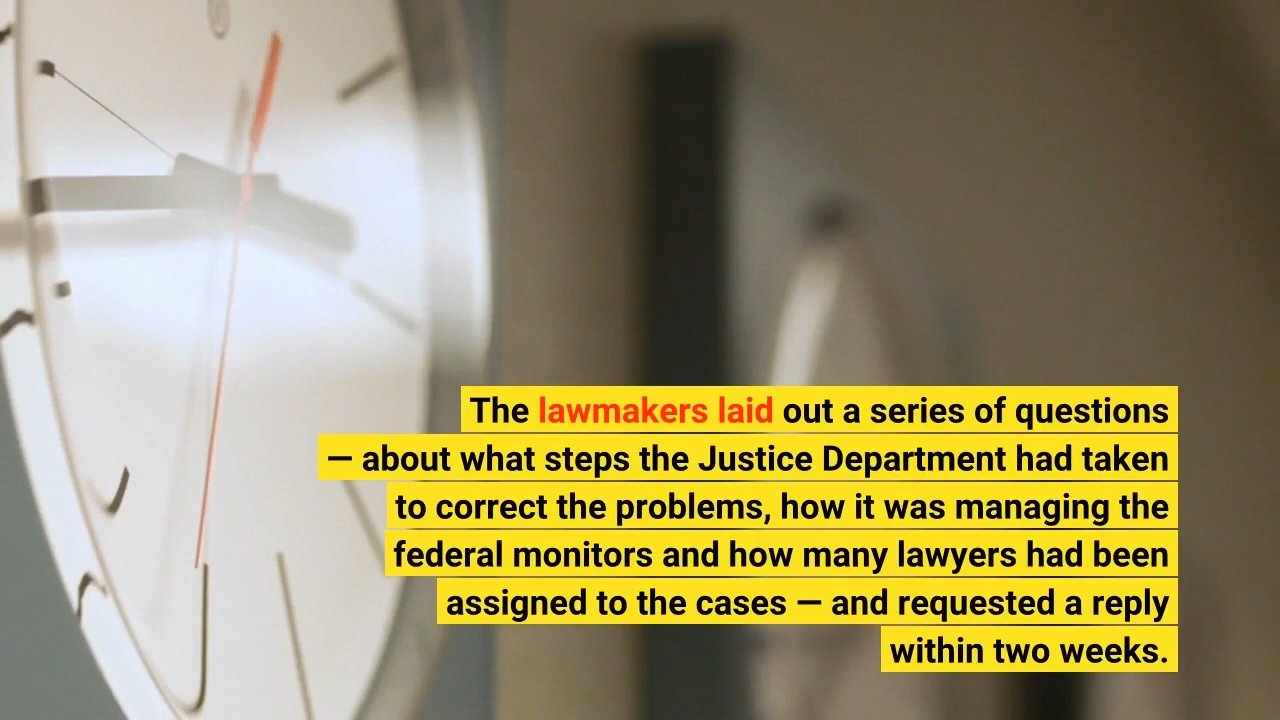 The lawmakers laid out a series of questions
— about what steps the Justice Department had taken
to correct the problems, how it was managing the
federal monitors and how many lawyers had been
assigned to the cases — and requested a reply
within two weeks.